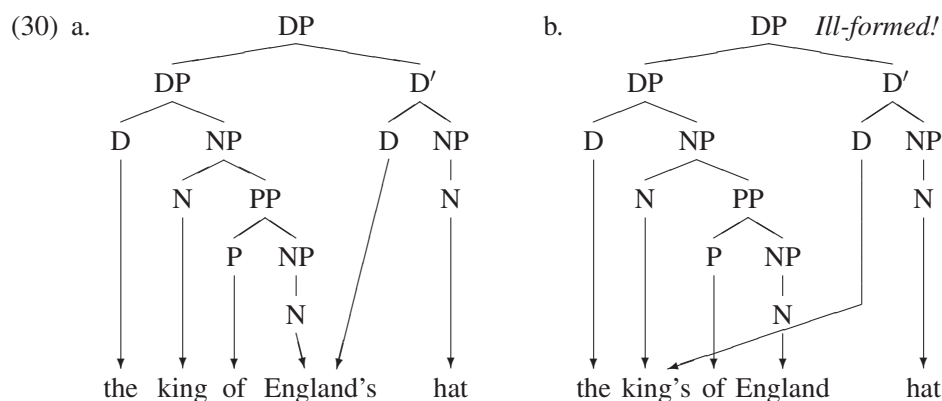 (30) a. DP b. DP Ill-formed!
DP D′ DP D′
D NP D NP D NP D NP
N PP N N PP N
P NP P NP
N N
the king of England's hat the king's of England hat